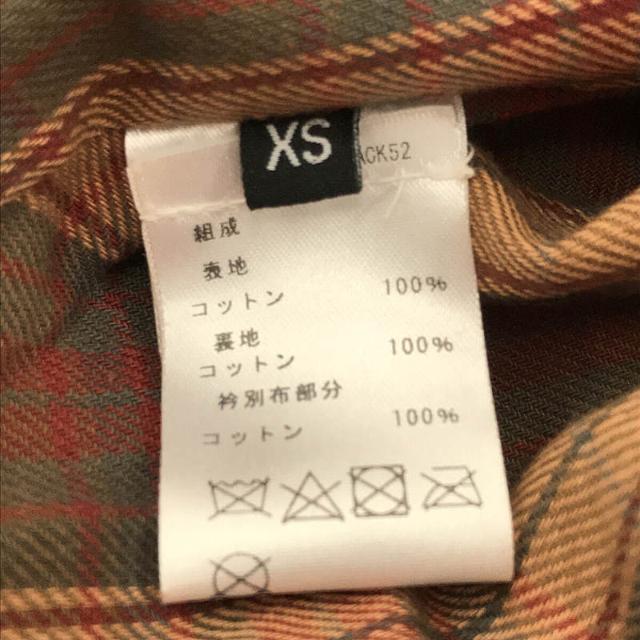 XS
ACK52
組成
表地
コットン 100%
裏地
コットン 100%
衿別布部分
コットン 100%